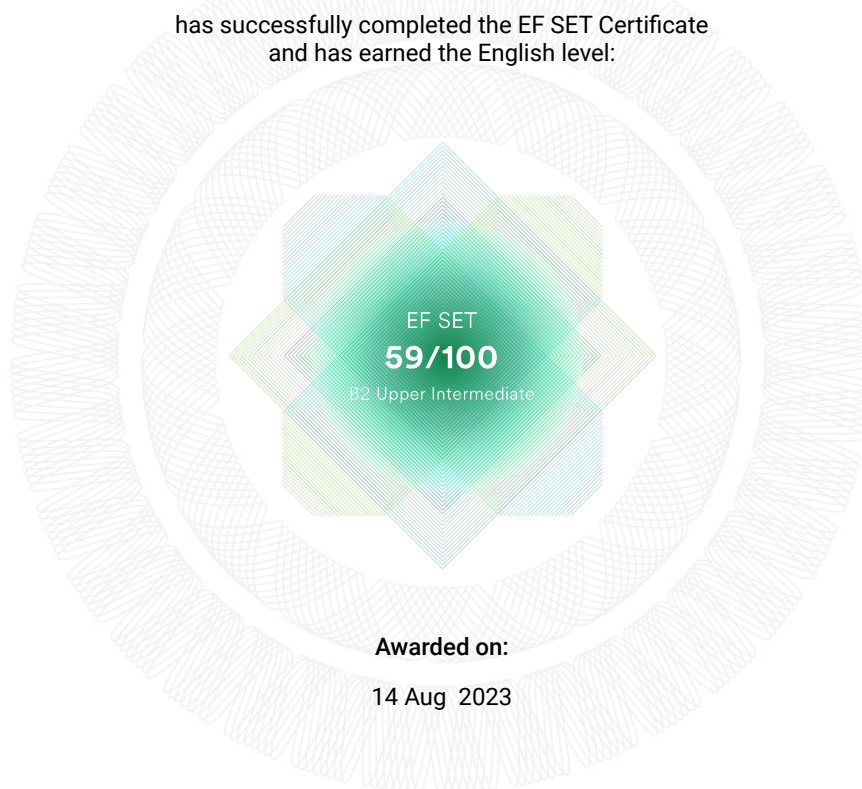 has successfully completed the EF SET Certificate
and has earned the English level:
EF SET
59/100
B2 Upper Intermediate
Awarded on:
14 Aug 2023